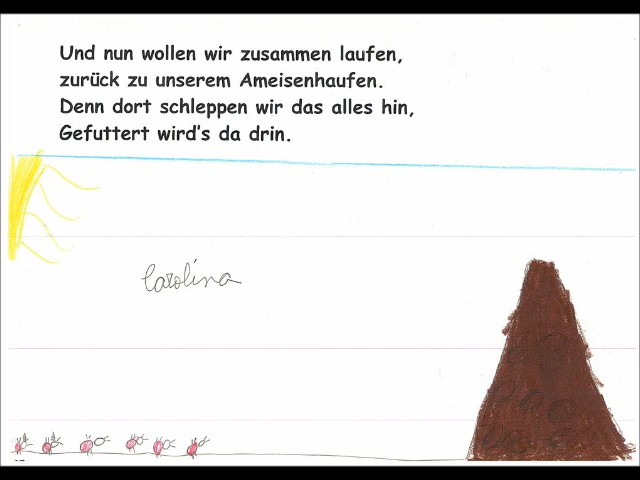 Und nun wollen wir zusammen laufen,
zurück zu unserem Ameisenhaufen.
Denn dort schleppen wir das alles hin,
Gefuttert wird's da drin.
Carolina